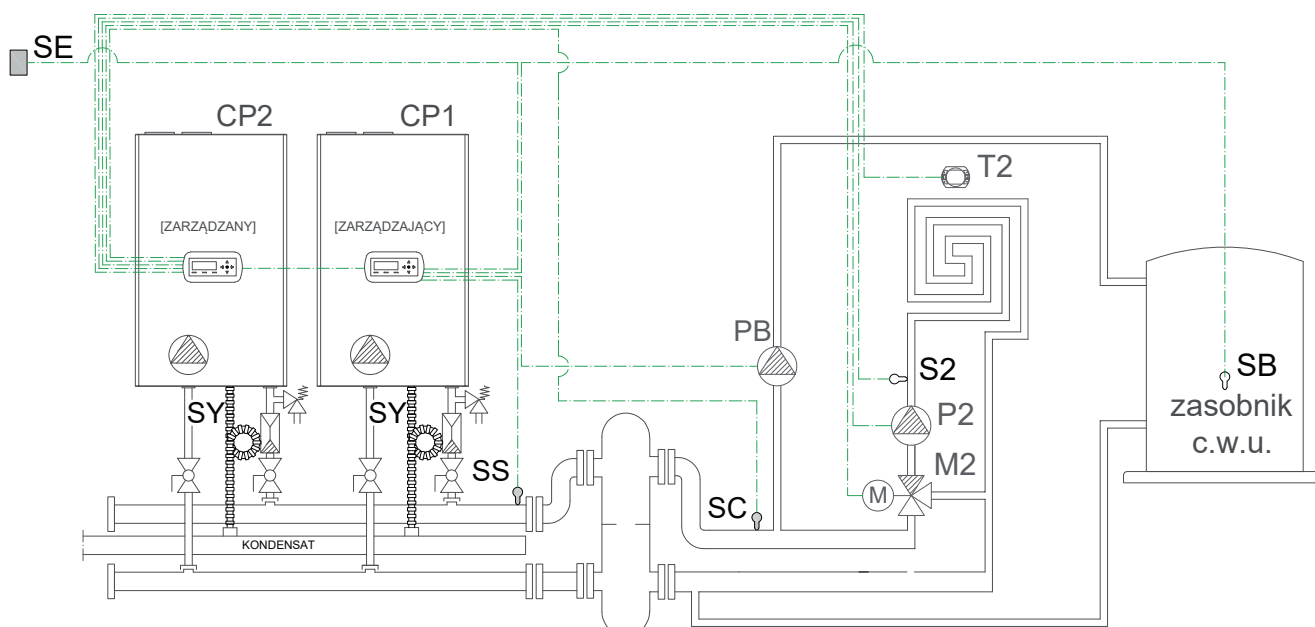 SE
CP2
CP1
T2
[ZARZĄDZANY]
[ZARZĄDZAJĄCY]
PB
S2
SB
SY
SY
P2
zasobnik
c.w.u.
SS
M2
M
SC
KONDENSAT